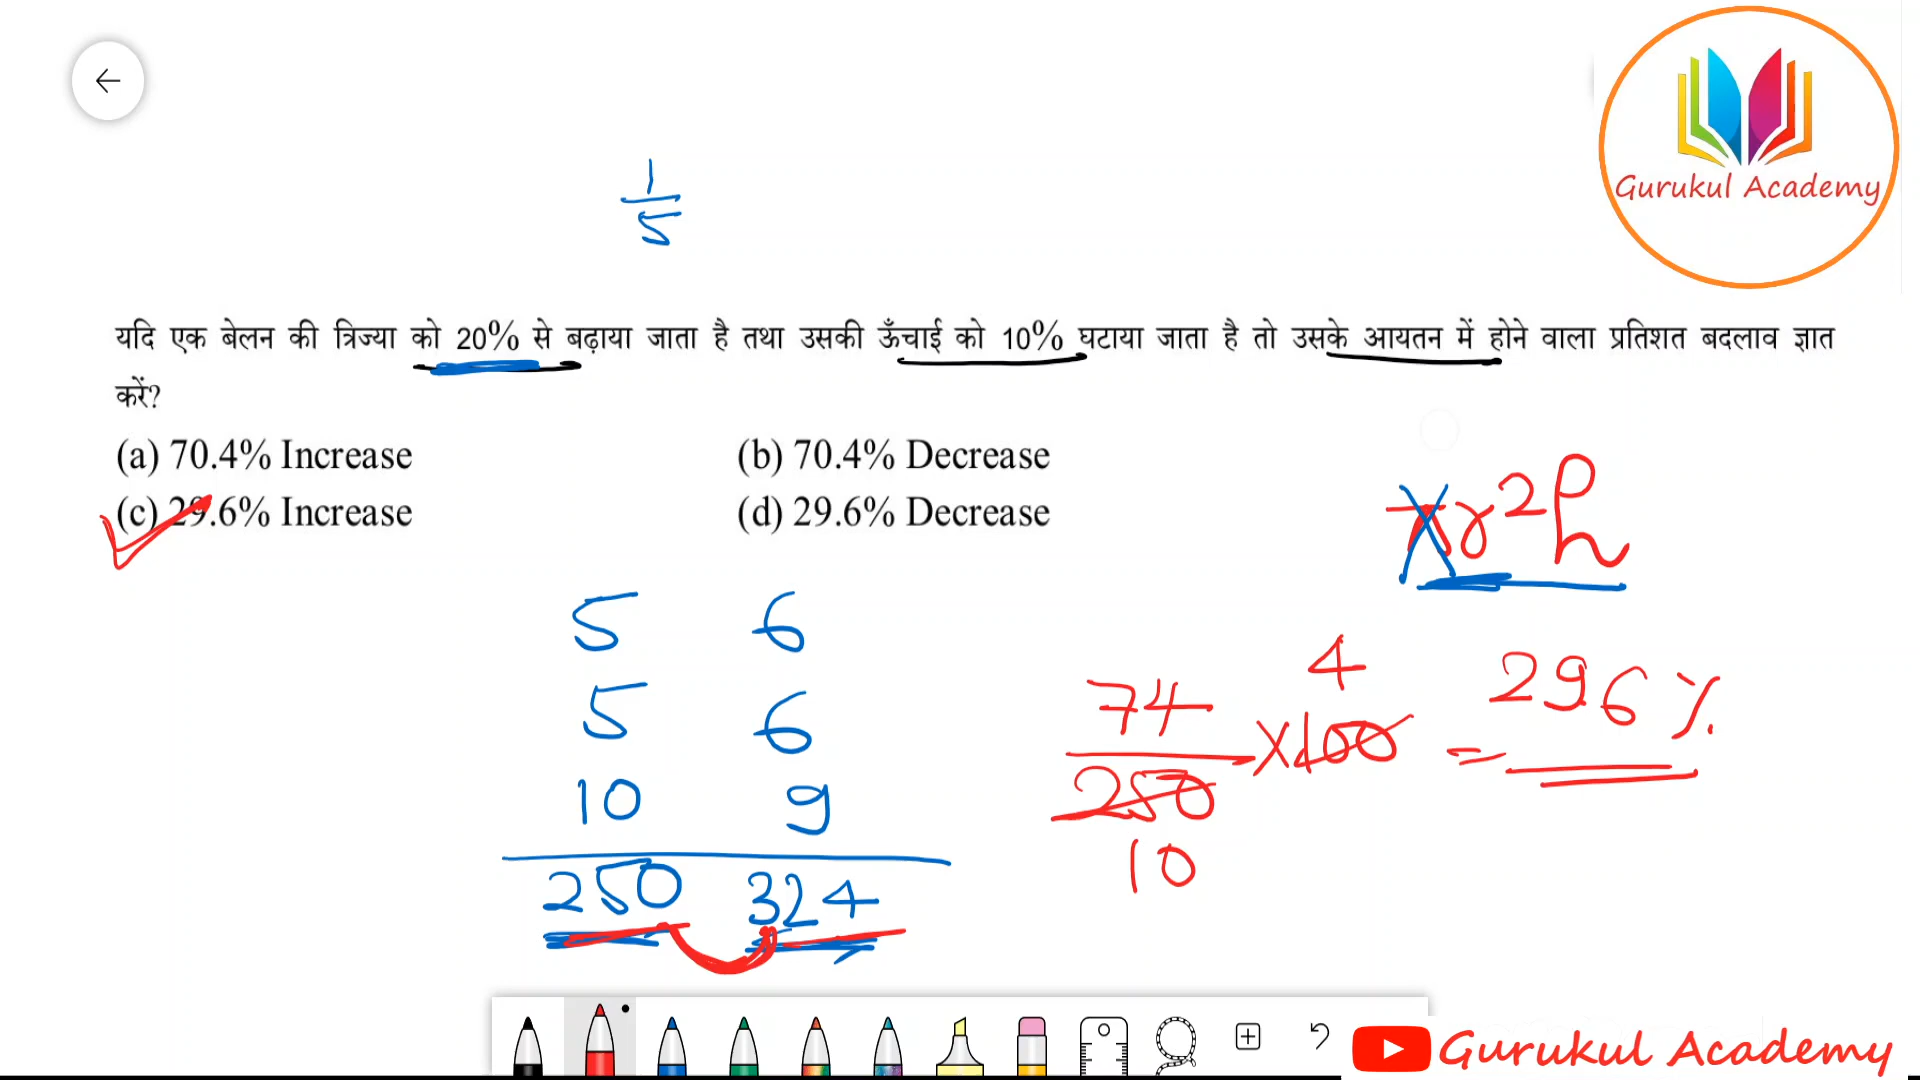 Gurukul Academy
1
5
यदि एक बेलन की त्रिज्या को 20% से बढ़ाया जाता है तथा उसकी ऊँचाई को 10% घटाया जाता है तो उसके आयतन में होने वाला प्रतिशत बदलाव ज्ञात
करें?
(a) 70.4% Increase (b) 70.4% Decrease
(c) 29.6% Increase (d) 29.6% Decrease
πr²h
5 6
5 6
10 9
250 324
4
74
×100 = 296%
250
10
Gurukul Academy